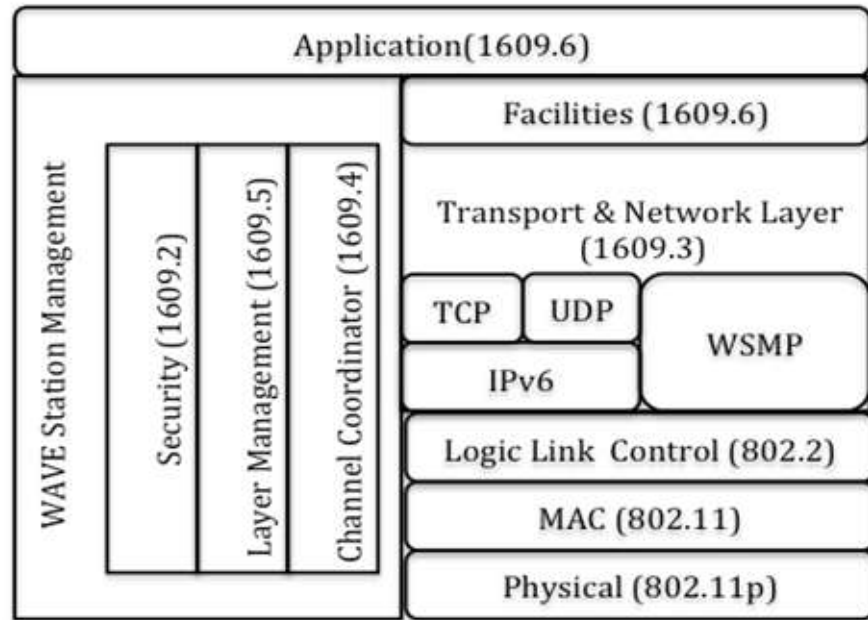 Application(1609.6)
WAVE Station Management
Security (1609.2)
Layer Management (1609.5)
Channel Coordinator (1609.4)
Facilities (1609.6)
Transport & Network Layer
(1609.3)
TCP
UDP
WSMP
IPv6
Logic Link Control (802.2)
MAC (802.11)
Physical (802.11p)